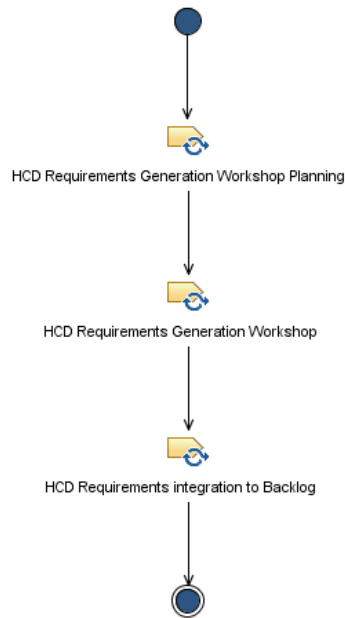 HCD Requirements Generation Workshop Planning
HCD Requirements Generation Workshop
HCD Requirements integration to Backlog